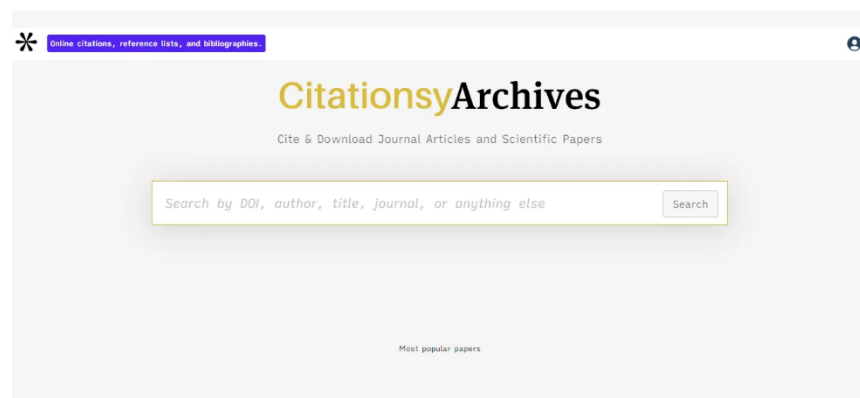 Online citations, reference lists, and bibliographies.
CitationsyArchives
Cite & Download Journal Articles and Scientific Papers
Search by DOI, author, title, journal, or anything else
Search
Most popular papers